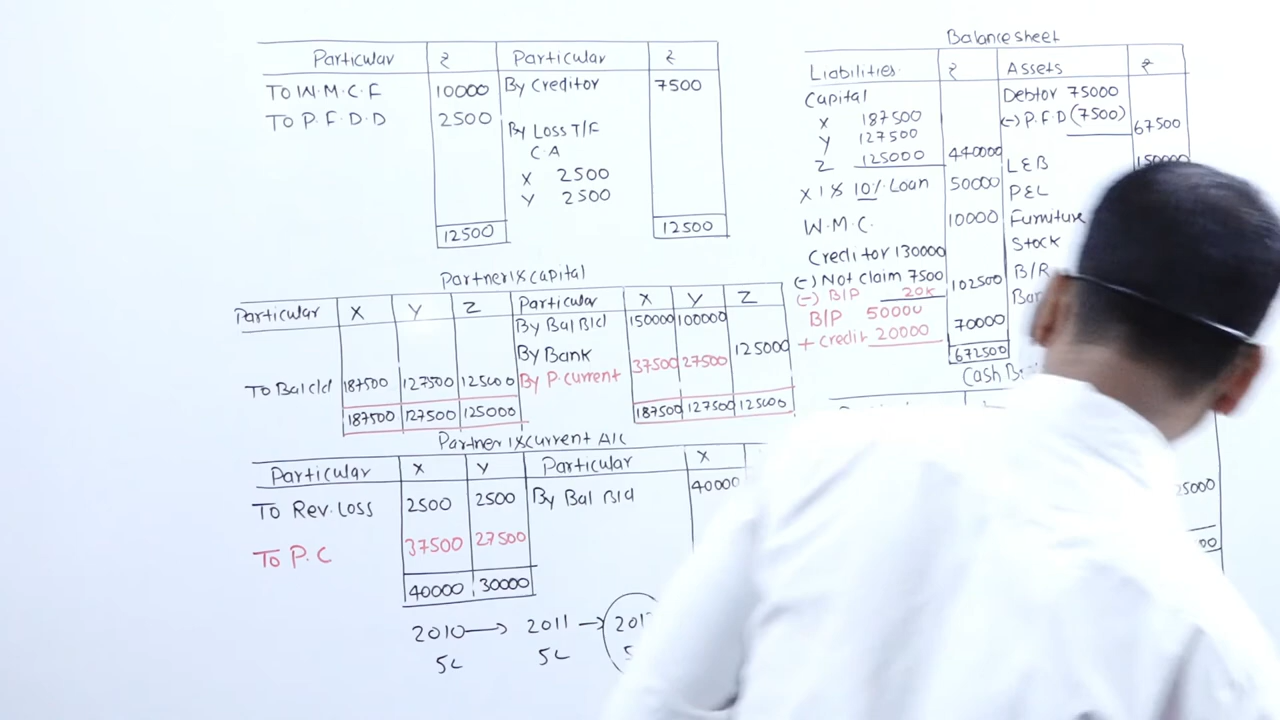 Particular ₹ Particular ₹
TO W.M.C.F 10000 By Creditor 7500
TO P.F.D.D 2500
By Loss T/F
C.A
X 2500
Y 2500
12500 12500
Partner's capital
Particular X Y Z Particular X Y Z
By Bal B/d 150000 100000
By Bank 125000
To Bal c/d 187500 127500 125000 By P.current 37500 27500
187500 127500 125000 187500 127500 125000
Partner's current A/c
Particular X Y Particular X
To Rev.Loss 2500 2500 By Bal B/d 40000
To P.C 37500 27500
40000 30000
2010 → 2011 →
5L 5L
Balance sheet
Liabilities ₹ Assets ₹
Capital Debtor 75000
X 187500 (-) P.F.D (7500) 67500
Y 127500
Z 125000 440000 L&B 150000
X's 10% Loan 50000 P&L
W.M.C. 10000 Furniture
Creditor 130000 Stock
(-) Not claim 7500 102500 B/R
(-) B/P 20K
B/P 50000
+ credit 20000 70000
672500